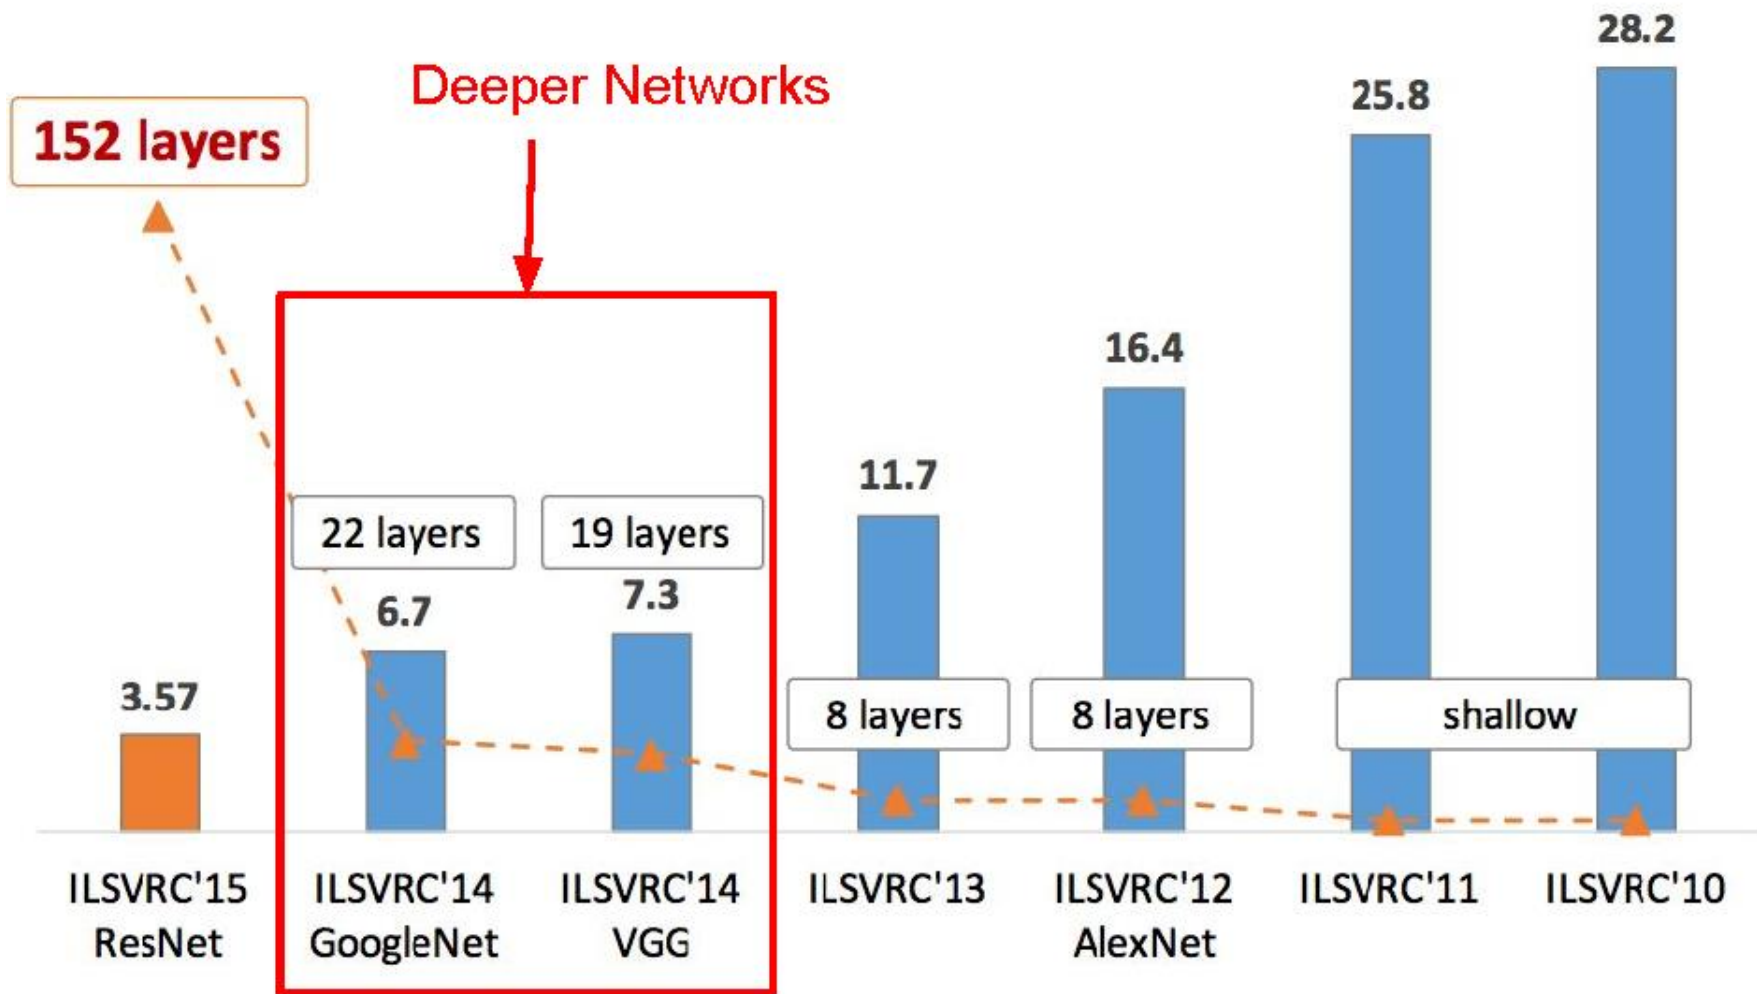 Deeper Networks
152 layers
28.2
25.8
16.4
11.7
22 layers
19 layers
6.7
7.3
3.57
8 layers
8 layers
shallow
ILSVRC'15
ResNet
ILSVRC'14
GoogleNet
ILSVRC'14
VGG
ILSVRC'13
ILSVRC'12
AlexNet
ILSVRC'11
ILSVRC'10